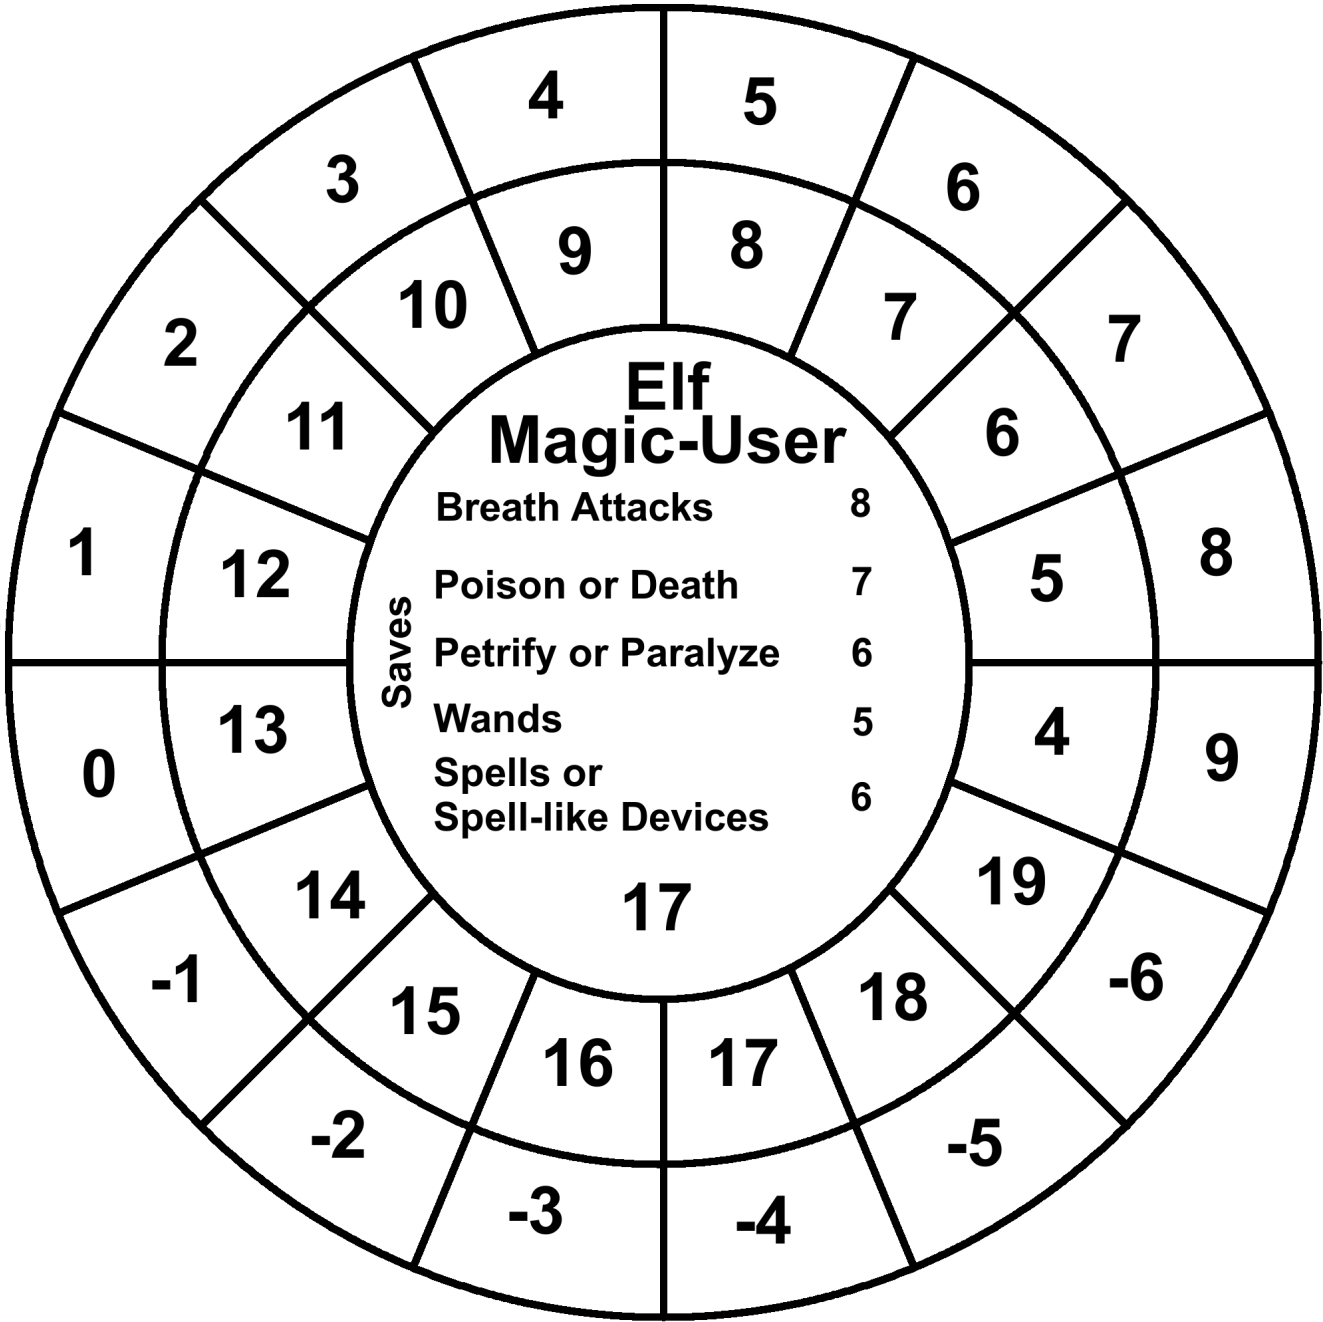 4 5
3 6
9 8
10 7
2 7
Elf
Magic-User
11 6
Breath Attacks 8
1 8
12 5
Poison or Death 7
Saves
Petrify or Paralyze 6
Wands 5
13 4
0 9
Spells or
Spell-like Devices 6
14 19
17
-1 -6
15 18
16 17
-2 -5
-3 -4